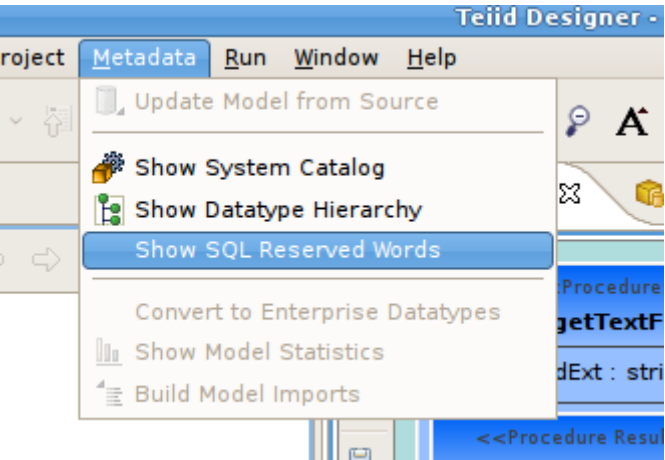 Teiid Designer -
roject Metadata Run Window Help
Update Model from Source
A
Show System Catalog
Show Datatype Hierarchy
Show SQL Reserved Words
Procedure
getTextF
Convert to Enterprise Datatypes
Show Model Statistics
dExt : stri
Build Model Imports
<<Procedure Resul